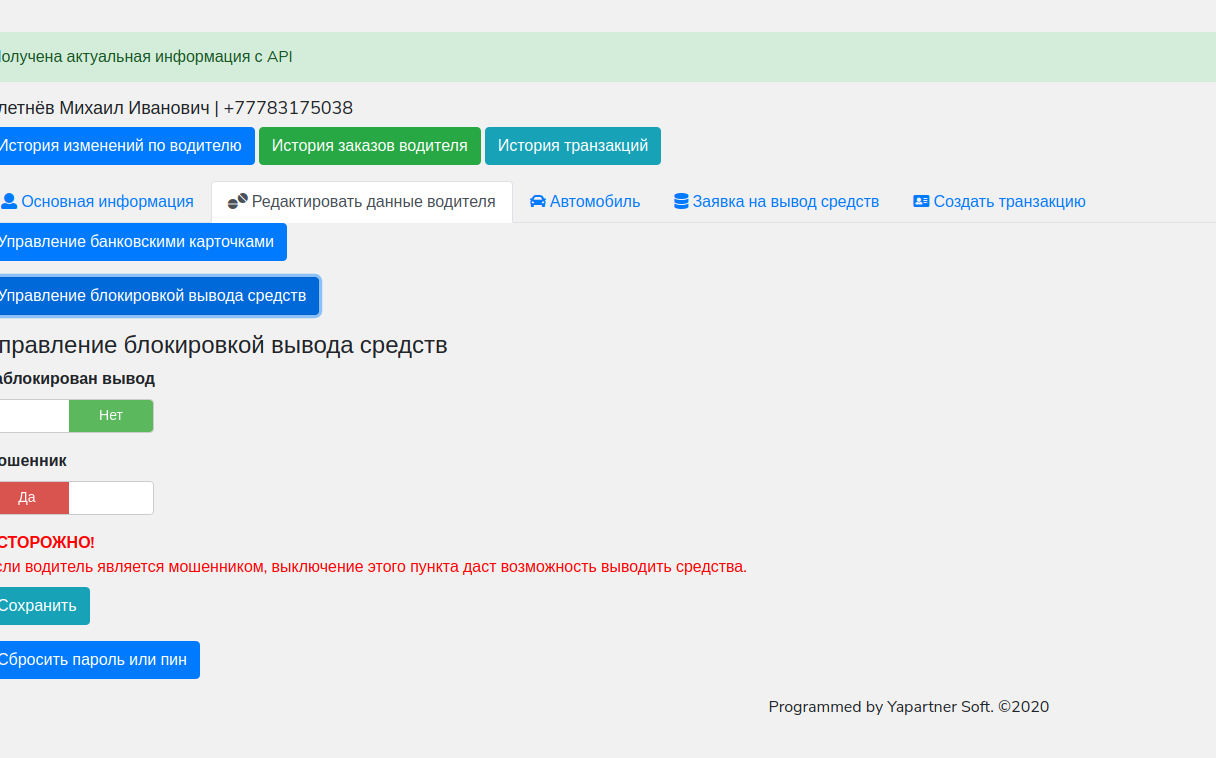 олучена актуальная информация с API
летнёв Михаил Иванович | +77783175038
История изменений по водителю История заказов водителя История транзакций
Основная информация Редактировать данные водителя Автомобиль Заявка на вывод средств Создать транзакцию
Управление банковскими карточками
Управление блокировкой вывода средств
правление блокировкой вывода средств
аблокирован вывод
Нет
ошенник
Да
СТОРОЖНО!
сли водитель является мошенником, выключение этого пункта даст возможность выводить средства.
Сохранить
Сбросить пароль или пин
Programmed by Yapartner Soft. ©2020